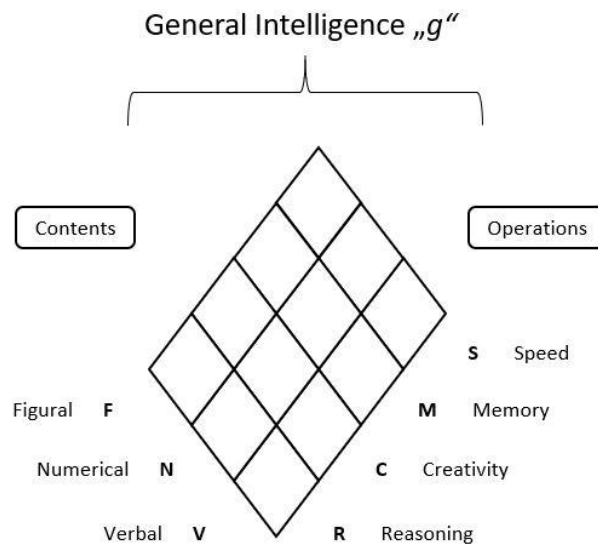 General Intelligence „g“
Contents
Operations
S Speed
Figural F
M Memory
Numerical N
C Creativity
Verbal V
R Reasoning